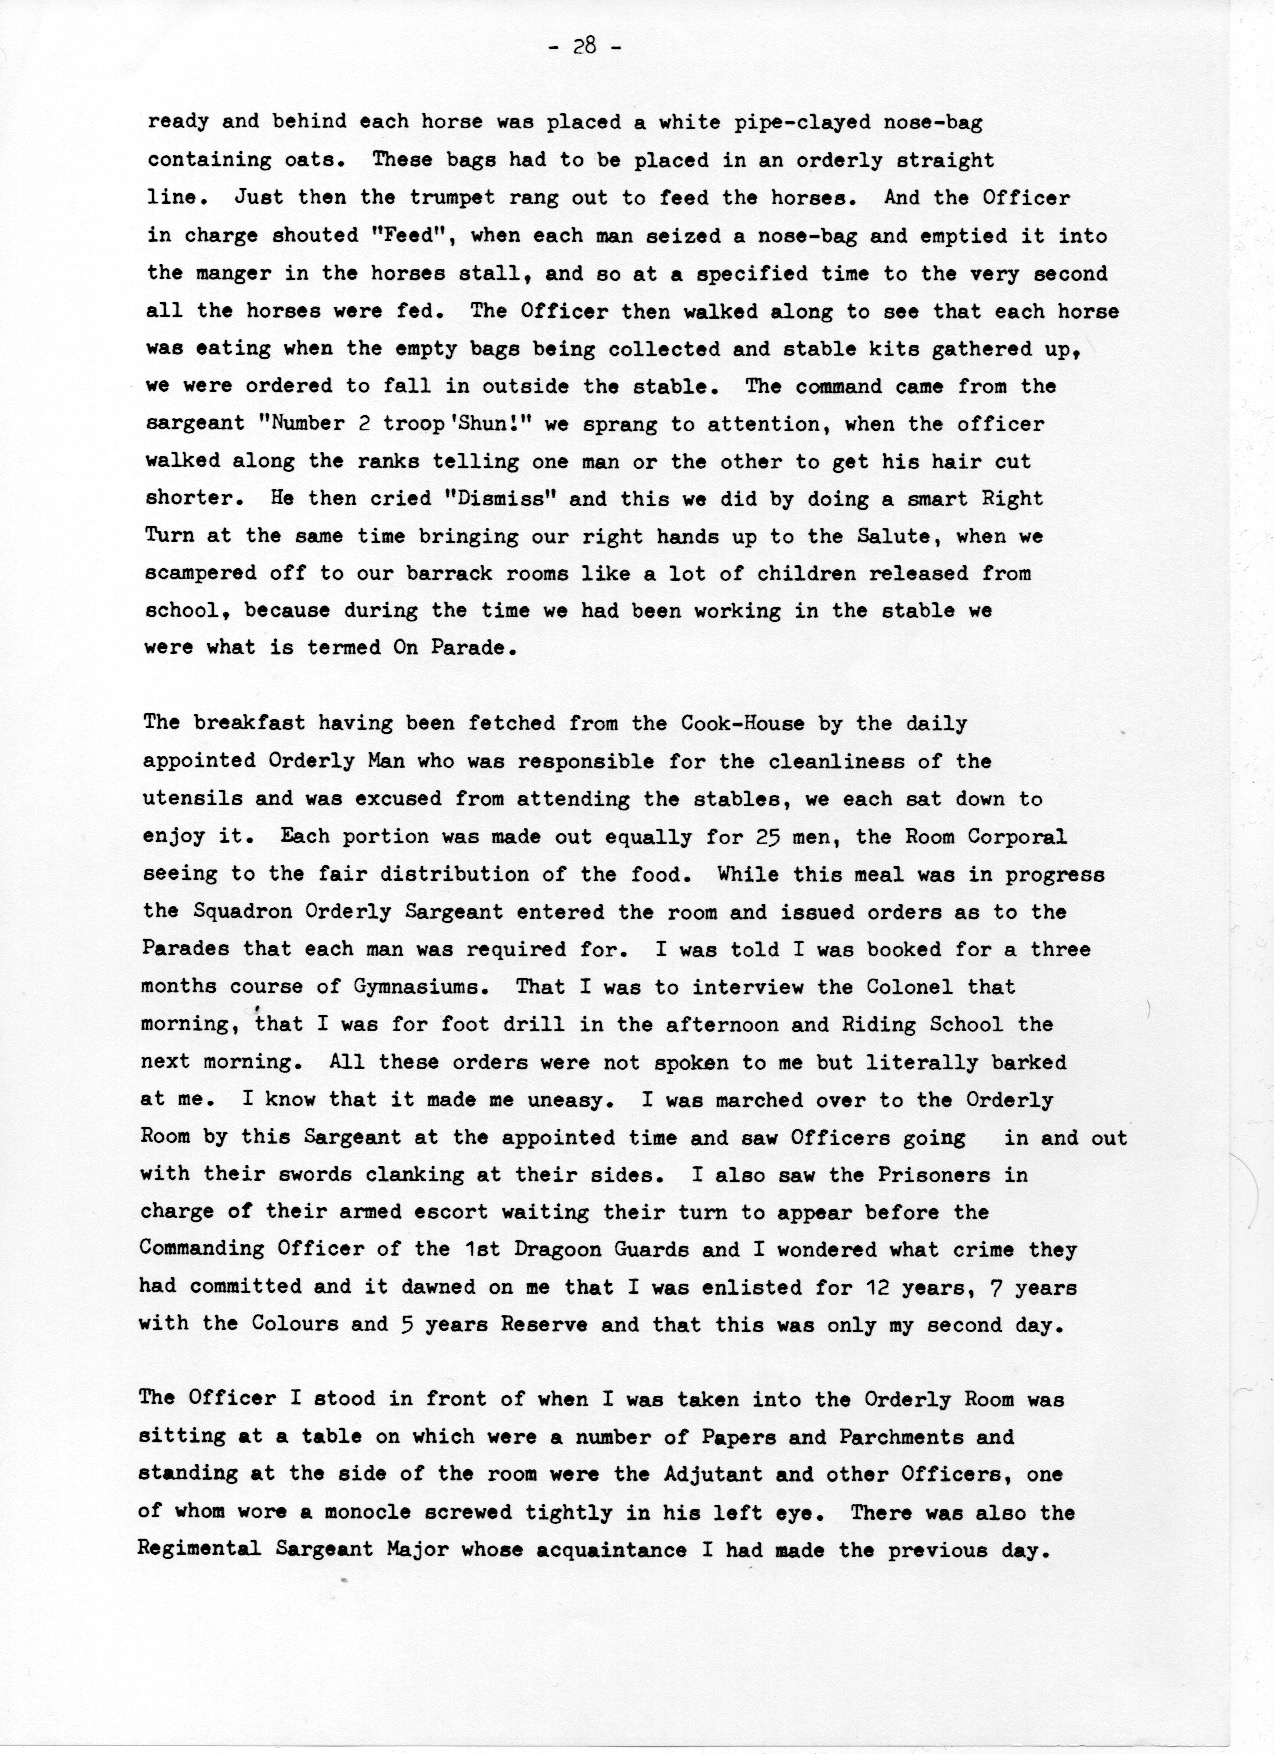 - 28 -
ready and behind each horse was placed a white pipe-clayed nose-bag
containing oats. These bags had to be placed in an orderly straight
line. Just then the trumpet rang out to feed the horses. And the Officer
in charge shouted "Feed", when each man seized a nose-bag and emptied it into
the manger in the horses stall, and so at a specified time to the very second
all the horses were fed. The Officer then walked along to see that each horse
was eating when the empty bags being collected and stable kits gathered up,
we were ordered to fall in outside the stable. The command came from the
sargeant "Number 2 troop 'Shun!" we sprang to attention, when the officer
walked along the ranks telling one man or the other to get his hair cut
shorter. He then cried "Dismiss" and this we did by doing a smart Right
Turn at the same time bringing our right hands up to the Salute, when we
scampered off to our barrack rooms like a lot of children released from
school, because during the time we had been working in the stable we
were what is termed On Parade.
The breakfast having been fetched from the Cook-House by the daily
appointed Orderly Man who was responsible for the cleanliness of the
utensils and was excused from attending the stables, we each sat down to
enjoy it. Each portion was made out equally for 25 men, the Room Corporal
seeing to the fair distribution of the food. While this meal was in progress
the Squadron Orderly Sargeant entered the room and issued orders as to the
Parades that each man was required for. I was told I was booked for a three
months course of Gymnasiums. That I was to interview the Colonel that
morning, that I was for foot drill in the afternoon and Riding School the
next morning. All these orders were not spoken to me but literally barked
at me. I know that it made me uneasy. I was marched over to the Orderly
Room by this Sargeant at the appointed time and saw Officers going in and out
with their swords clanking at their sides. I also saw the Prisoners in
charge of their armed escort waiting their turn to appear before the
Commanding Officer of the 1st Dragoon Guards and I wondered what crime they
had committed and it dawned on me that I was enlisted for 12 years, 7 years
with the Colours and 5 years Reserve and that this was only my second day.
The Officer I stood in front of when I was taken into the Orderly Room was
sitting at a table on which were a number of Papers and Parchments and
standing at the side of the room were the Adjutant and other Officers, one
of whom wore a monocle screwed tightly in his left eye. There was also the
Regimental Sargeant Major whose acquaintance I had made the previous day.